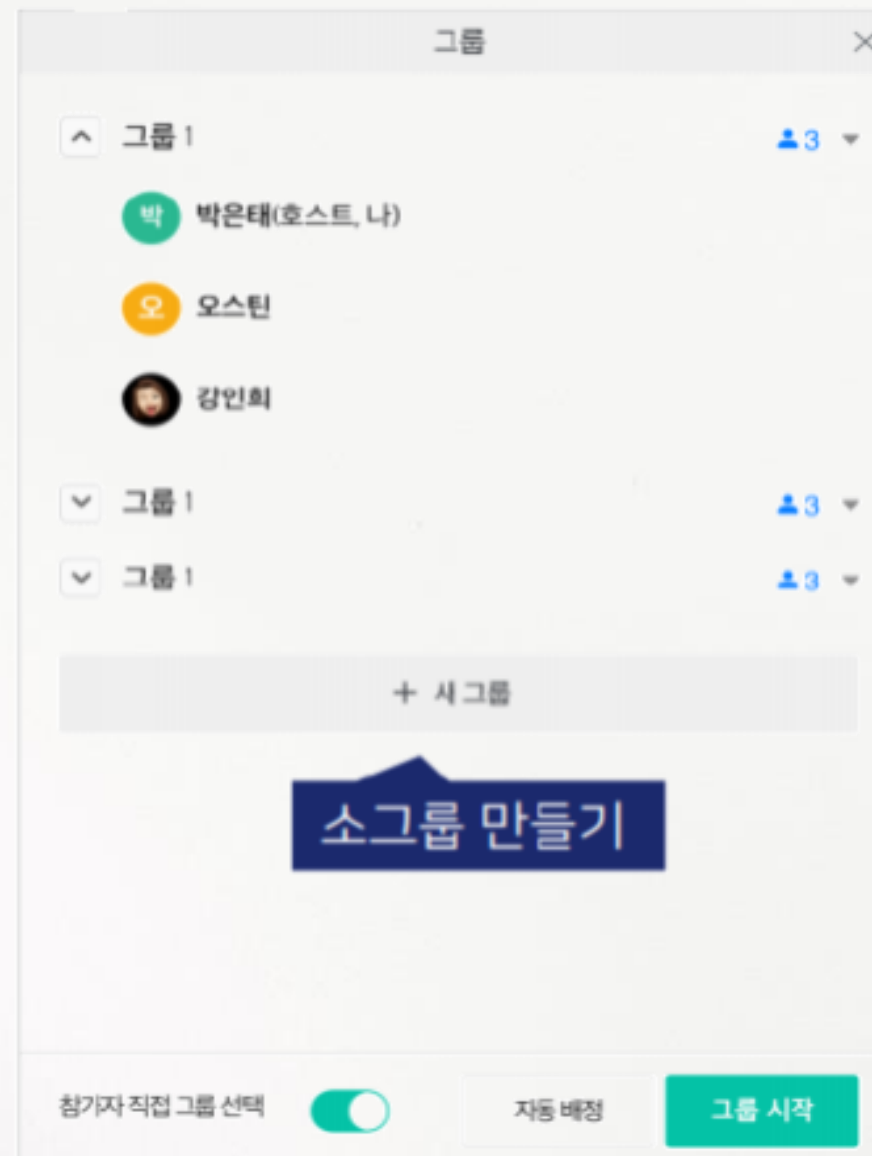 그룹
그룹 1
3
박
박은태(호스트, 나)
오
오스틴
강인희
그룹 1
3
그룹 1
3
+ 새 그룹
소그룹 만들기
참가자 직접 그룹 선택
자동 배정
그룹 시작